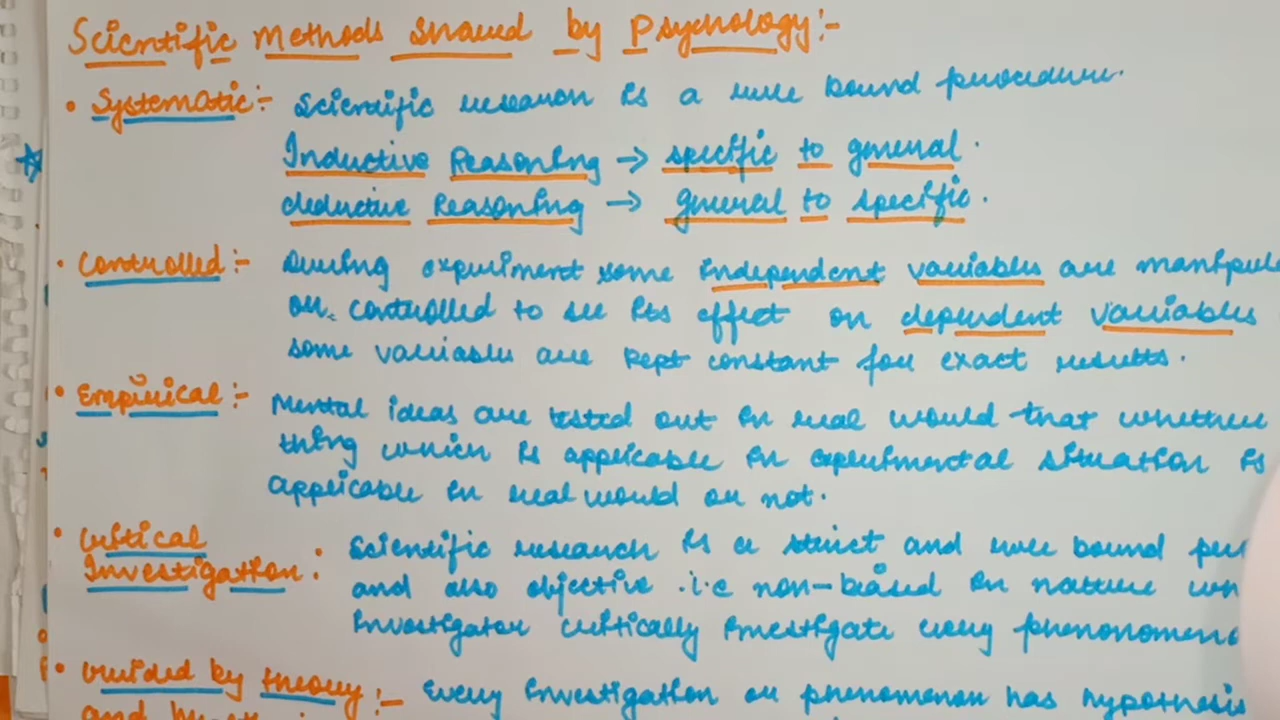 Scientific Methods shared by Psychology:-
• Systematic:- Scientific research is a rule bound procedure.
Inductive Reasoning → specific to general.
deductive Reasoning → general to specific.
• Controlled:- During experiment some independent variables are manipul
or controlled to see its effect on dependent variables
some variables are kept constant for exact results.
• Empirical:- Mental ideas are tested out in real world that whether
thing which is applicable in experimental situation is
applicable in real world or not.
• Critical
Investigation: Scientific research is a strict and rule bound
and also objective .i.e non-biased in nature
investigator critically investigate every phenonomen
• Guided by theory:- Every investigation or phenomenon has hypothesis
and